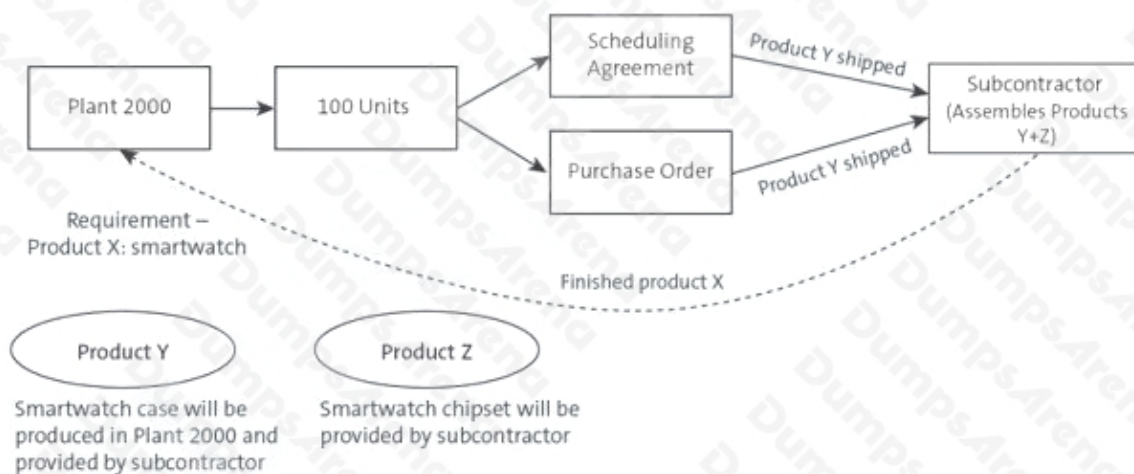 Plant 2000
100 Units
Scheduling
Agreement
Purchase Order
Product Y shipped
Product Y shipped
Subcontractor
(Assembles Products
Y+Z)
Requirement –
Product X: smartwatch
Finished product X
Product Y
Product Z
Smartwatch case will be
produced in Plant 2000 and
provided by subcontractor
Smartwatch chipset will be
provided by subcontractor
DumpsArena